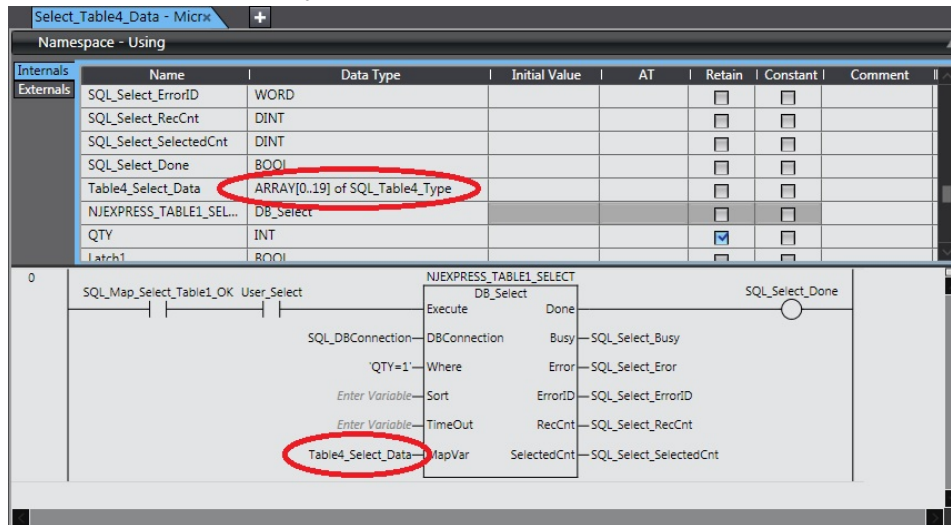 Select_Table4_Data - Micr×
+
Namespace - Using
Internals
Externals
Name | Data Type | Initial Value | AT | Retain | Constant | Comment
SQL_Select_ErrorID WORD
SQL_Select_RecCnt DINT
SQL_Select_SelectedCnt DINT
SQL_Select_Done BOOL
Table4_Select_Data ARRAY[0..19] of SQL_Table4_Type
NJEXPRESS_TABLE1_SEL... DB_Select
QTY INT
Latch1 BOOL
0
NJEXPRESS_TABLE1_SELECT
SQL_Map_Select_Table1_OK User_Select DB_Select SQL_Select_Done
Execute Done
SQL_DBConnection DBConnection Busy SQL_Select_Busy
'QTY=1' Where Error SQL_Select_Eror
Enter Variable Sort ErrorID SQL_Select_ErrorID
Enter Variable TimeOut RecCnt SQL_Select_RecCnt
Table4_Select_Data MapVar SelectedCnt SQL_Select_SelectedCnt